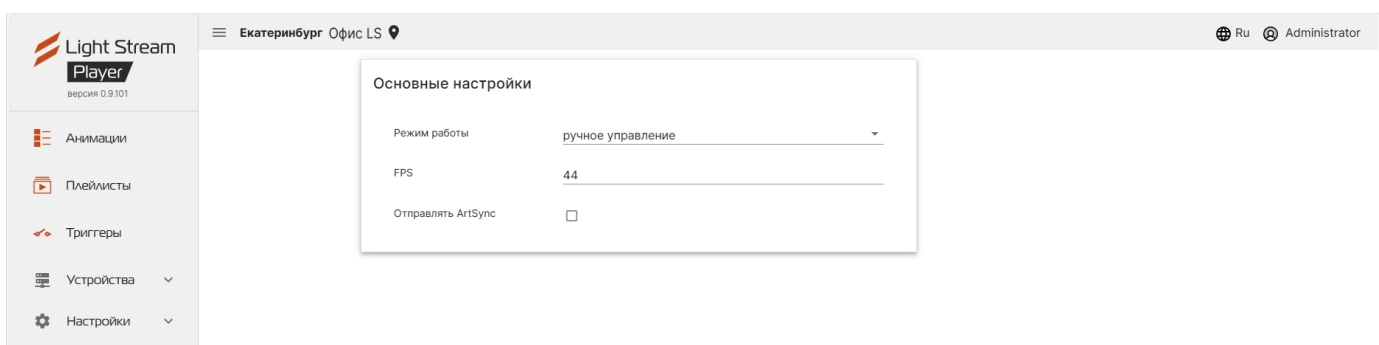 Light Stream
Player
версия 0.9.101
Анимации
Плейлисты
Триггеры
Устройства
Настройки
Екатеринбург Офис LS
Ru Administrator
Основные настройки
Режим работы ручное управление
FPS 44
Отправлять ArtSync